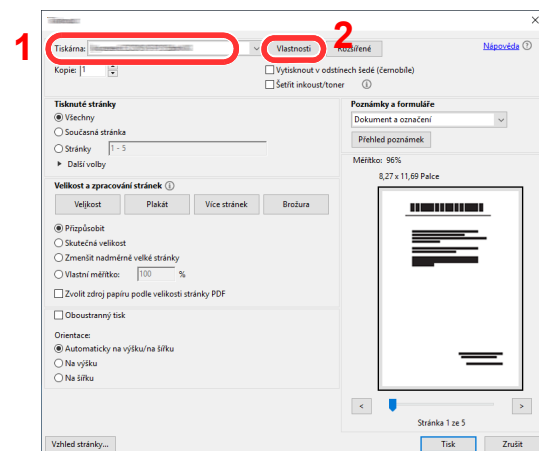 1
2
Tiskárna:
Vlastnosti
Rozšířené
Nápověda
Kopie: 1
Vytisknout v odstínech šedé (černobíle)
Šetřit inkoust/toner
Tisknuté stránky
Všechny
Současná stránka
Stránky 1 - 5
Další volby
Poznámky a formuláře
Dokument a označení
Přehled poznámek
Měřítko: 96%
8,27 x 11,69 Palce
Velikost a zpracování stránek
Velikost Plakát Více stránek Brožura
Přizpůsobit
Skutečná velikost
Zmenšit nadměrně velké stránky
Vlastní měřítko: 100 %
Zvolit zdroj papíru podle velikosti stránky PDF
Oboustranný tisk
Orientace:
Automaticky na výšku/na šířku
Na výšku
Na šířku
< >
Stránka 1 ze 5
Vzhled stránky... Tisk Zrušit